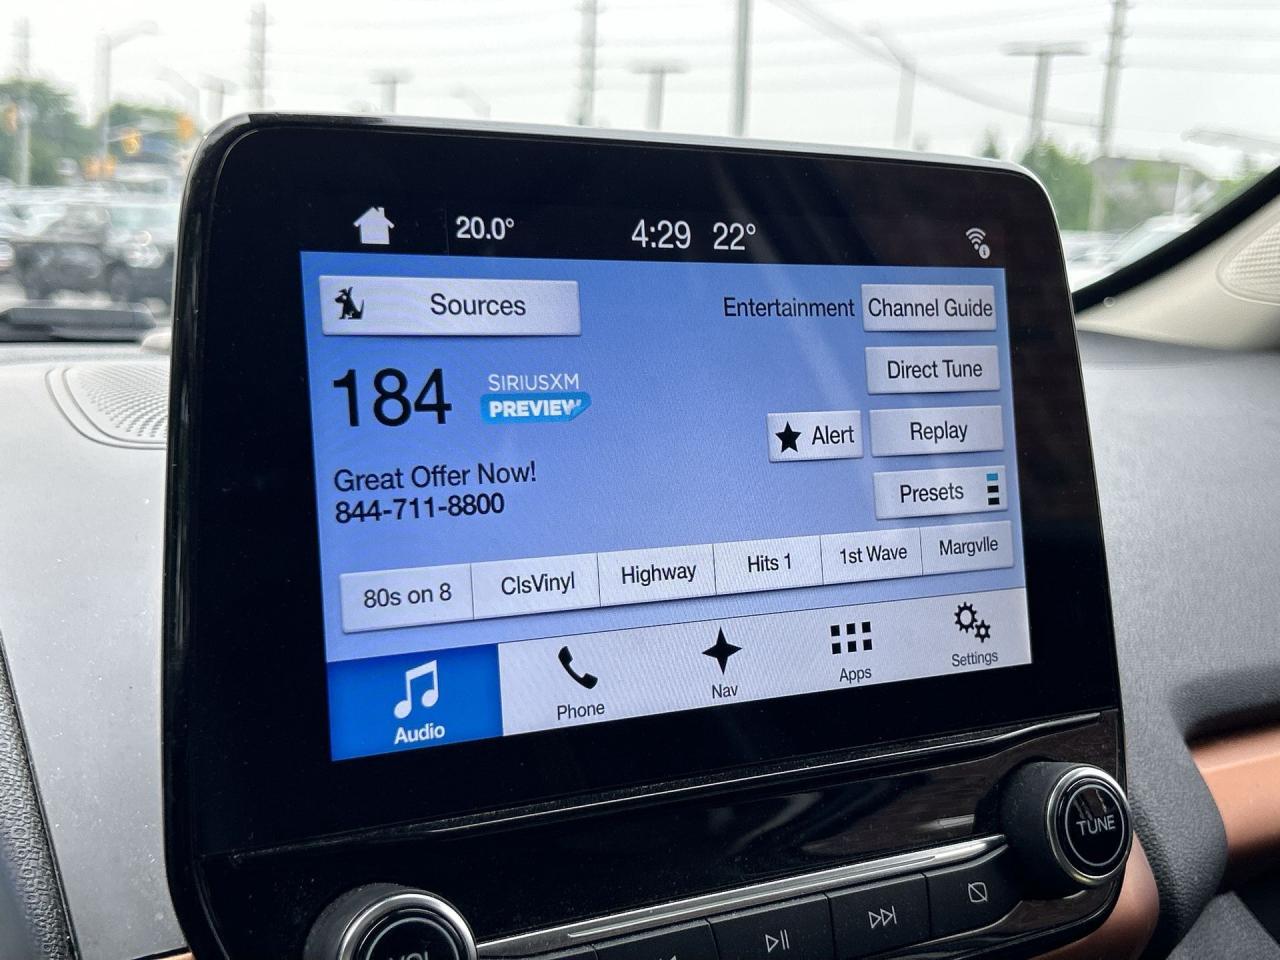 20.0°
4:29 22°
Sources
Entertainment
Channel Guide
184
SIRIUSXM
PREVIEW
Direct Tune
Alert
Replay
Great Offer Now!
844-711-8800
Presets
80s on 8
ClsVinyl
Highway
Hits 1
1st Wave
Margvlle
Audio
Phone
Nav
Apps
Settings
TUNE
VOL